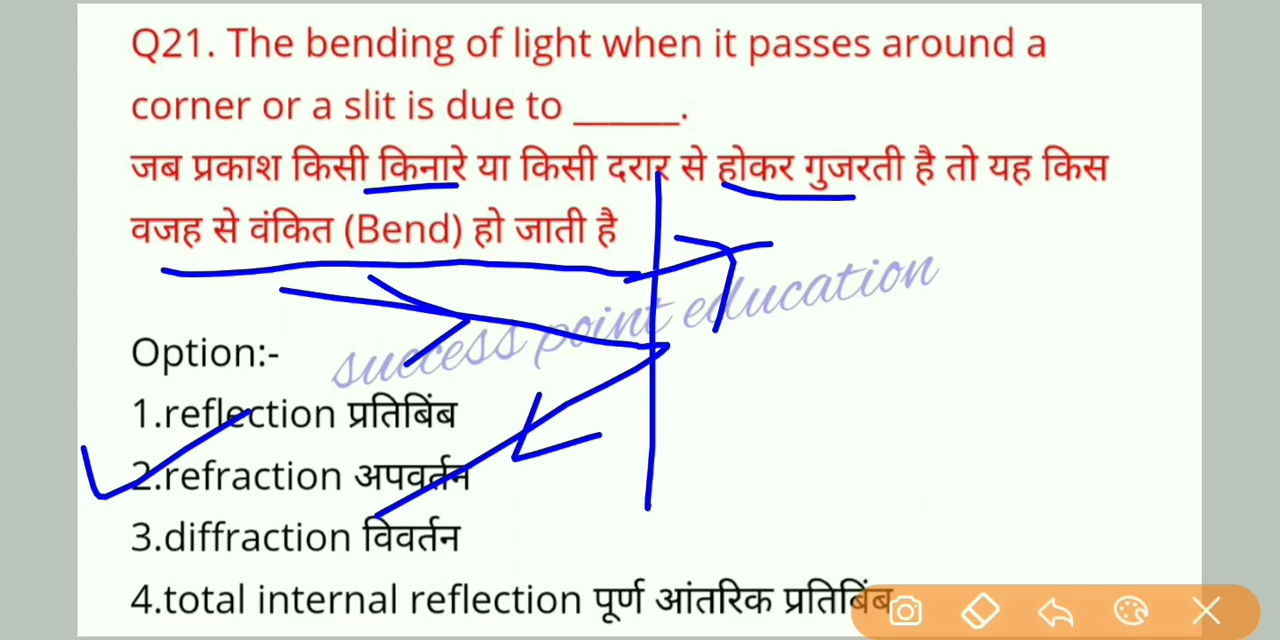 Q21. The bending of light when it passes around a
corner or a slit is due to ______.
जब प्रकाश किसी किनारे या किसी दरार से होकर गुजरती है तो यह किस
वजह से वंकित (Bend) हो जाती है
success point education
Option:-
1.reflection प्रतिबिंब
2.refraction अपवर्तन
3.diffraction विवर्तन
4.total internal reflection पूर्ण आंतरिक प्रतिबिंब